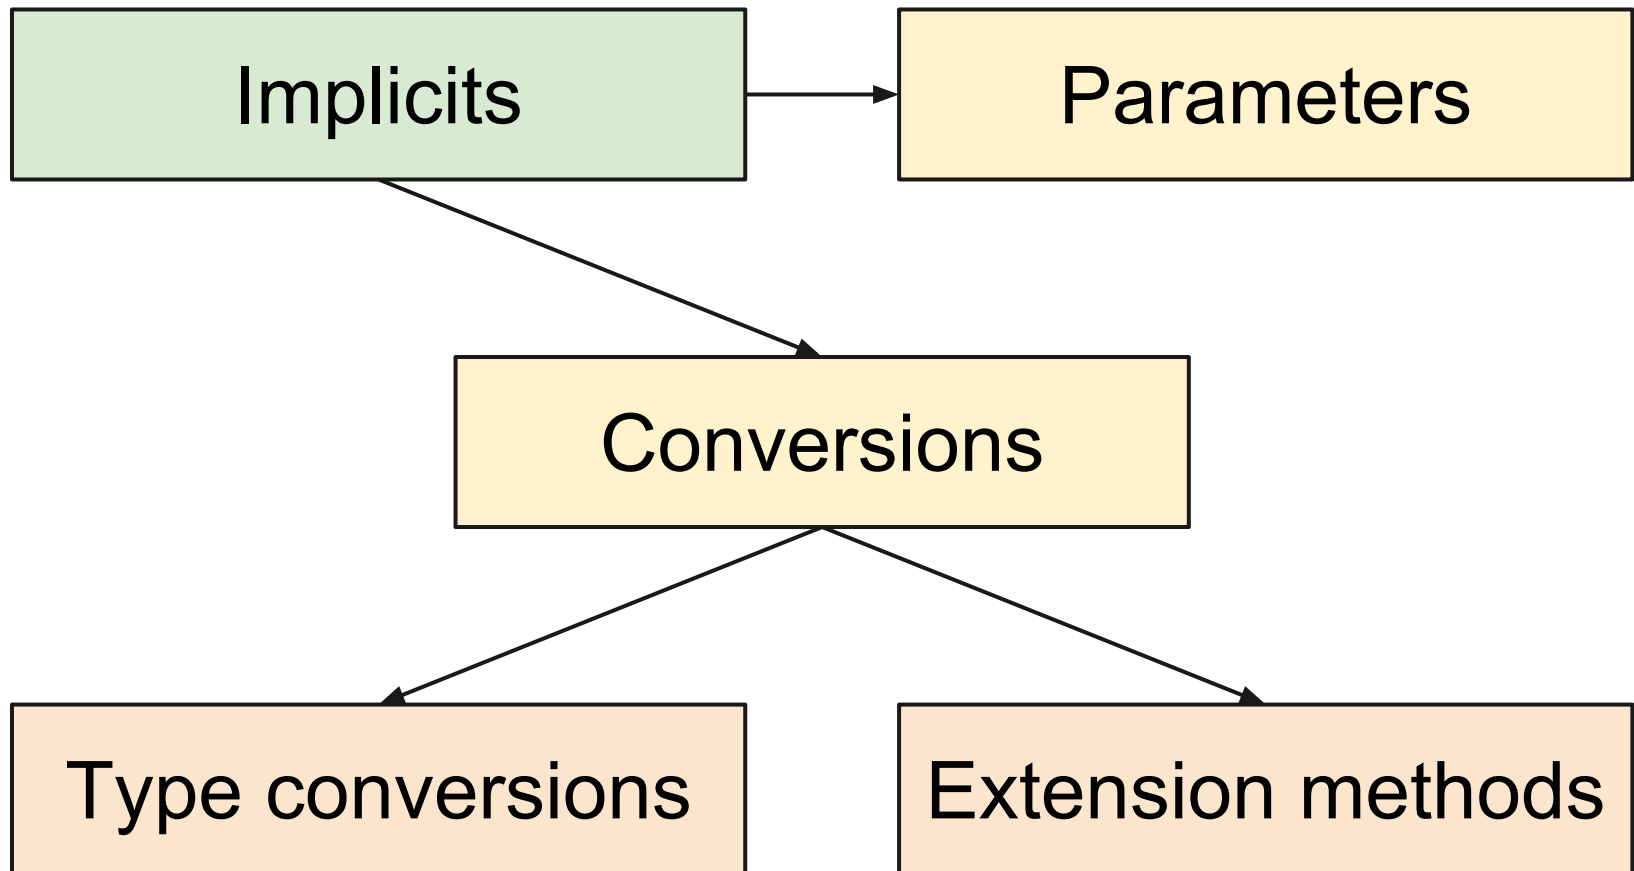 Implicits
Parameters
Conversions
Type conversions
Extension methods